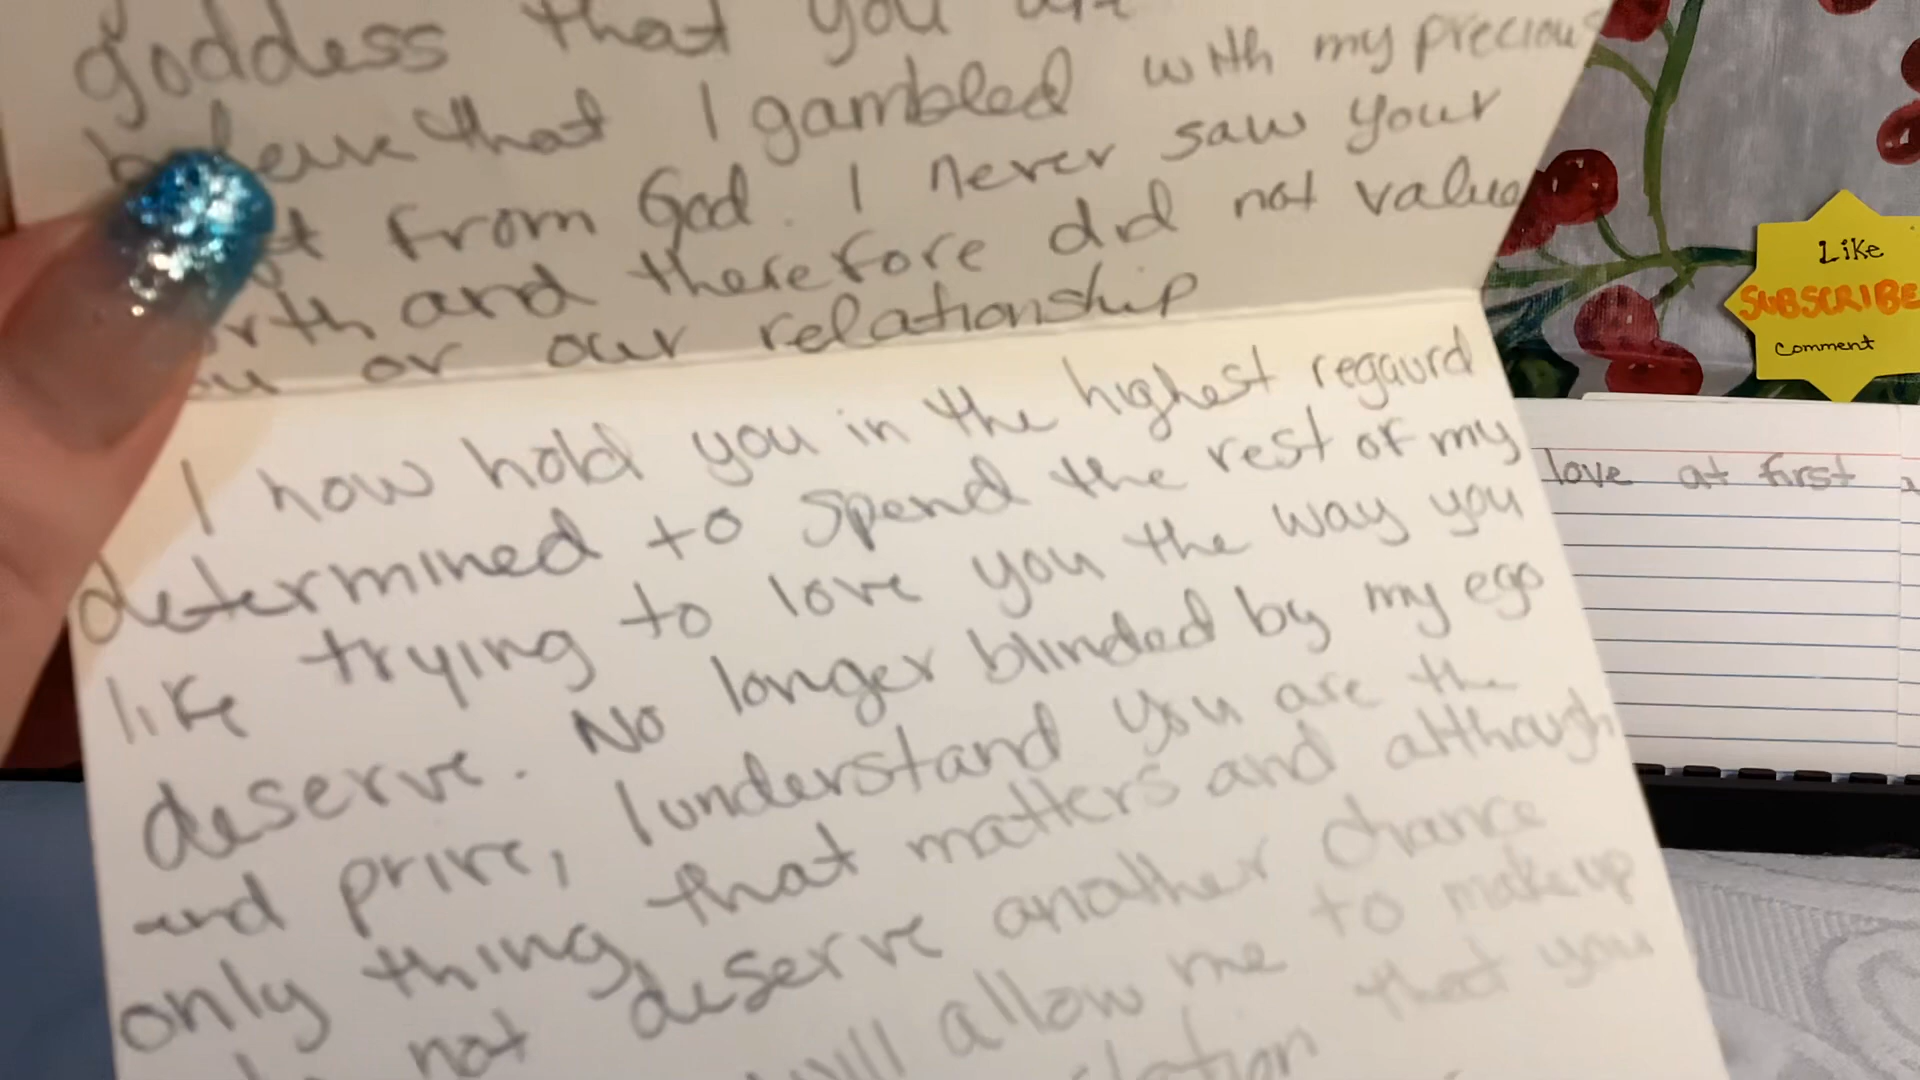 goddess that you are
that I gambled with my precious
from God. I never saw your
and therefore did not value
or our relationship
I now hold you in the highest regaurd
determined to spend the rest of my
like trying to love you the way you
deserve. No longer blinded by my ego
and price, I understand you are the
only thing that matters and although
not deserve another chance
will allow me to make up
that you
Like
SUBSCRIBE
Comment
love at first